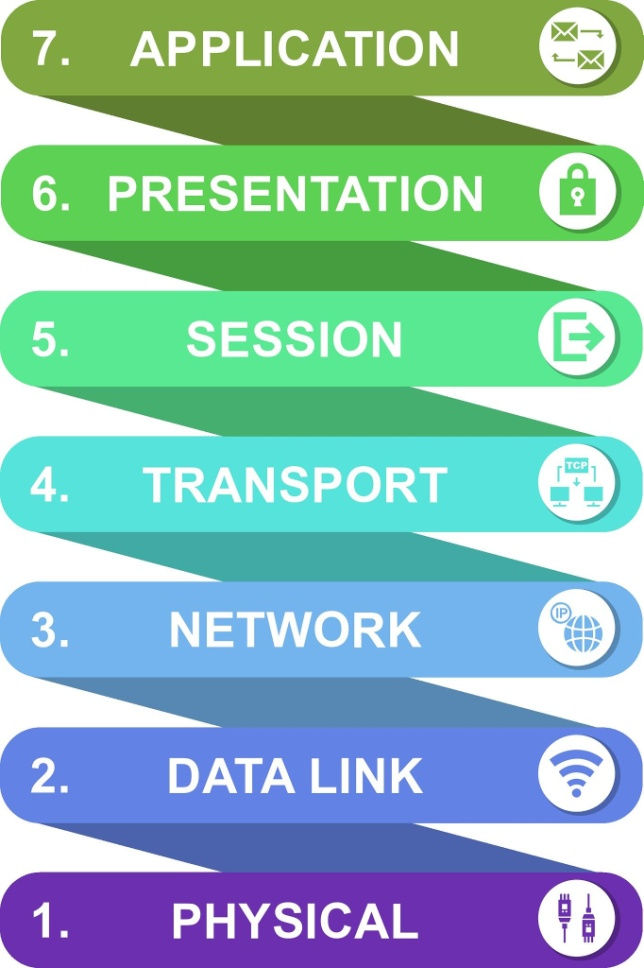 7. APPLICATION
6. PRESENTATION
5. SESSION
4. TRANSPORT
TCP
3. NETWORK
IP
2. DATA LINK
1. PHYSICAL